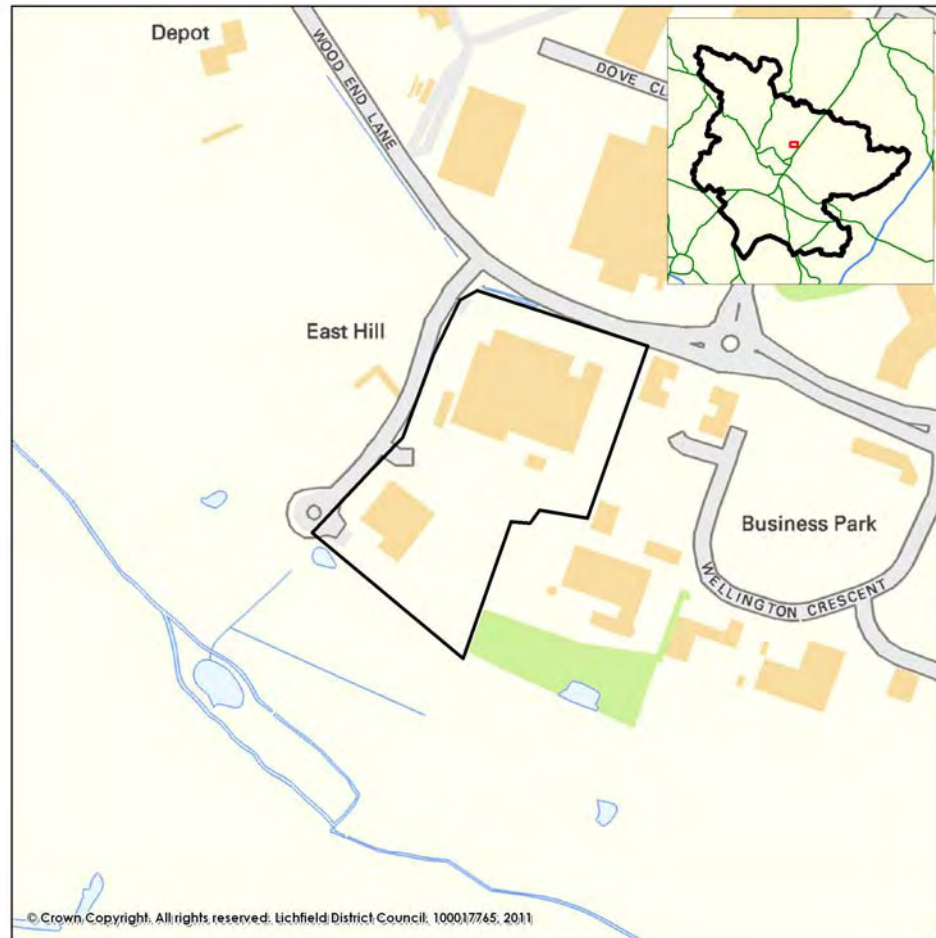 Depot
WOOD END LANE
DOVE CL
East Hill
Business Park
WELLINGTON CRESCENT
© Crown Copyright. All rights reserved. Lichfield District Council, 100017765, 2011